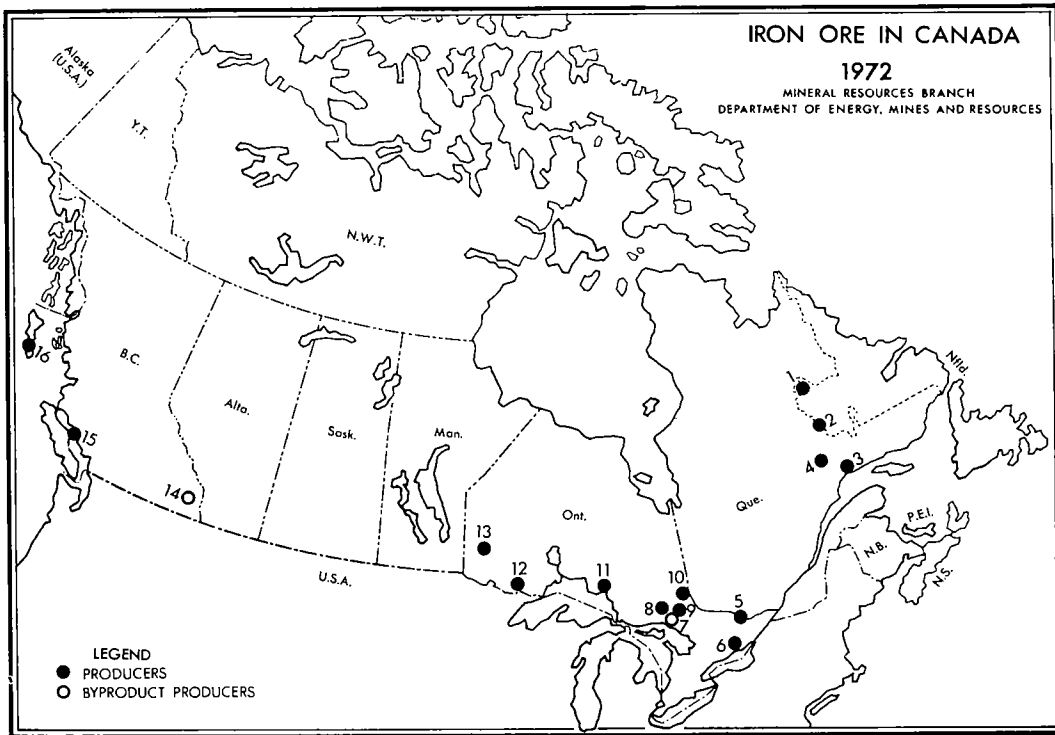 IRON ORE IN CANADA
1972
MINERAL RESOURCES BRANCH
DEPARTMENT OF ENERGY, MINES AND RESOURCES
Alaska
(U.S.A.)
Y.T.
N.W.T.
B.C.
Alta.
Sask.
Man.
Ont.
Que.
Nfld.
P.E.I.
N.B.
N.S.
U.S.A.
1
2
3
4
5
6
7
8
9
10
11
12
13
14
15
16
LEGEND
PRODUCERS
BYPRODUCT PRODUCERS